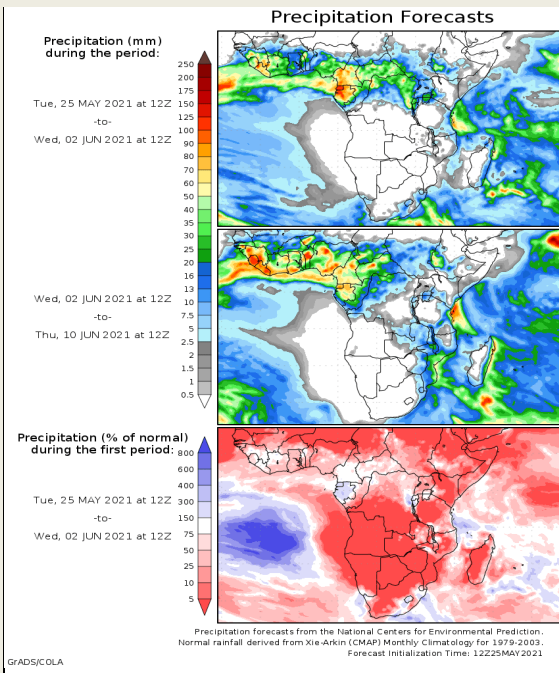 Precipitation Forecasts
Precipitation (mm)
during the period:
Tue, 25 MAY 2021 at 12Z
-to-
Wed, 02 JUN 2021 at 12Z
250
200
175
150
125
100
90
80
70
60
50
40
35
30
25
20
16
13
10
7.5
5
2.5
2
1.5
1
0.5
Wed, 02 JUN 2021 at 12Z
-to-
Thu, 10 JUN 2021 at 12Z
Precipitation (% of normal)
during the first period:
Tue, 25 MAY 2021 at 12Z
-to-
Wed, 02 JUN 2021 at 12Z
800
600
400
300
150
75
50
25
10
5
Precipitation forecasts from the National Centers for Environmental Prediction.
Normal rainfall derived from Xie-Arkin (CMAP) Monthly Climatology for 1979-2003.
Forecast Initialization Time: 12Z25MAY2021
GrADS/COLA